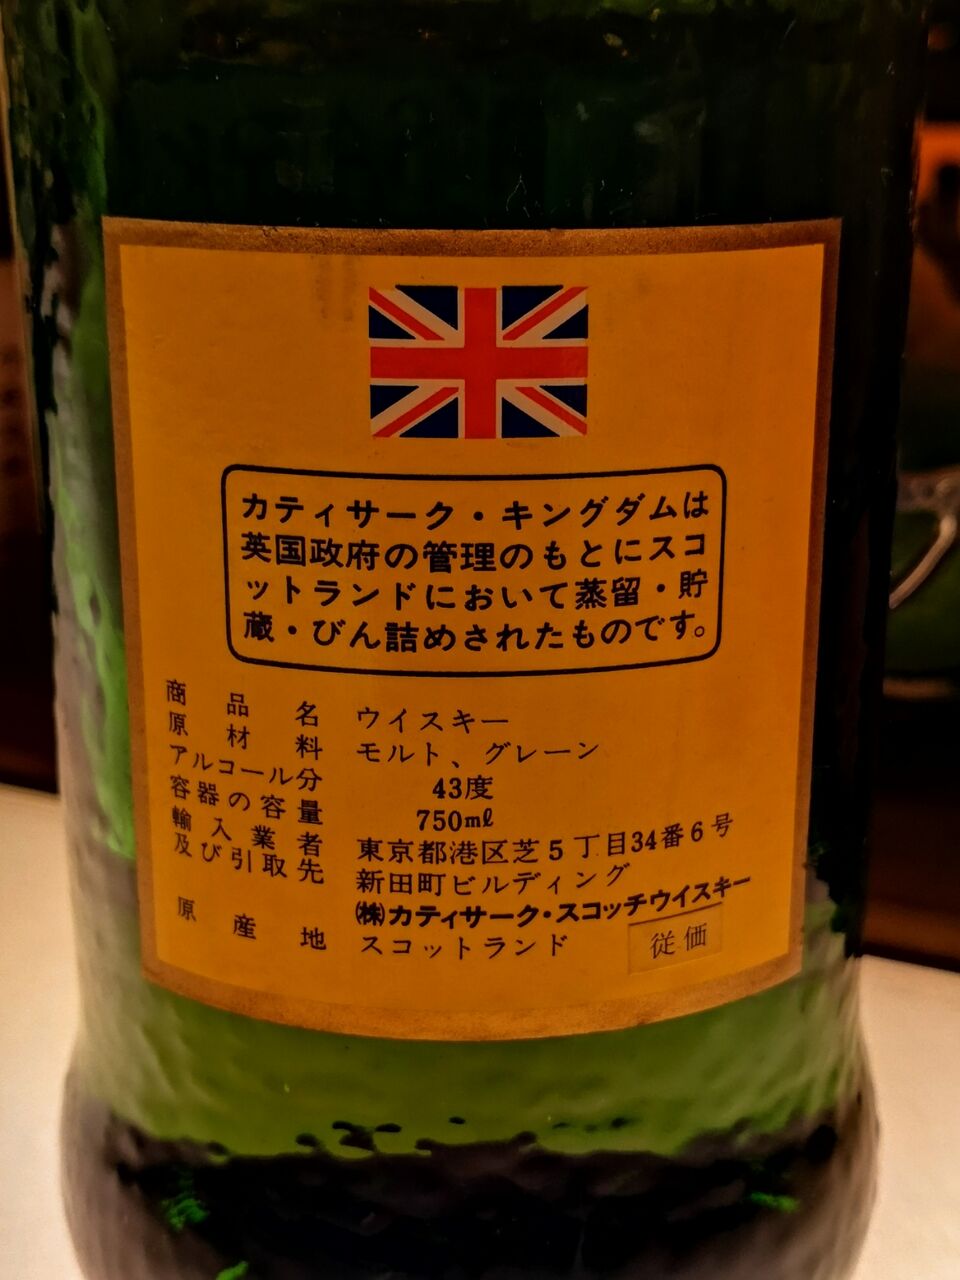 カティサーク・キングダムは
英国政府の管理のもとにスコ
ットランドにおいて蒸留・貯
蔵・びん詰めされたものです。
商品名 ウイスキー
原材料 モルト、グレーン
アルコール分 43度
容器の容量 750mℓ
輸入業者 東京都港区芝5丁目34番6号
及び引取先 新田町ビルディング
㈱カティサーク・スコッチウイスキー
原産地 スコットランド
従価